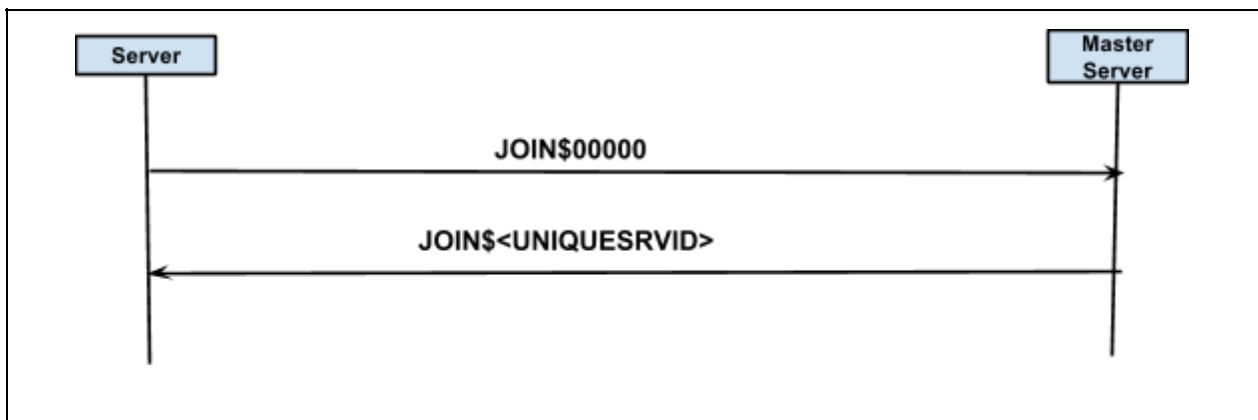 Server
Master
Server
JOIN$00000
JOIN$<UNIQUESRVID>